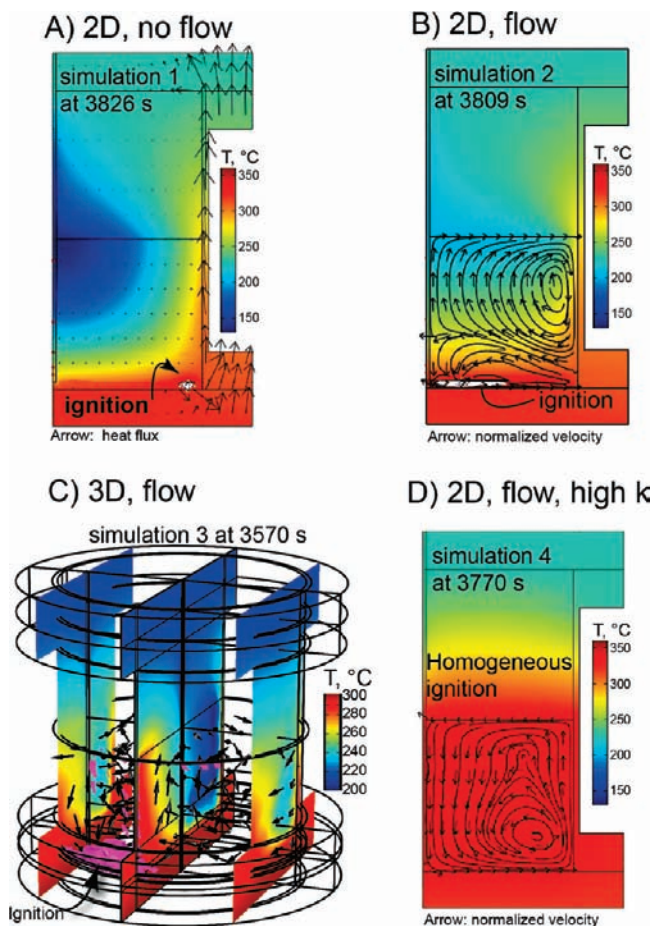 A) 2D, no flow
simulation 1
at 3826 s
T, °C
350
300
250
200
150
ignition
Arrow: heat flux
B) 2D, flow
simulation 2
at 3809 s
T, °C
350
300
250
200
150
ignition
Arrow: normalized velocity
C) 3D, flow
simulation 3 at 3570 s
T, °C
300
280
260
240
220
200
Ignition
D) 2D, flow, high k
simulation 4
at 3770 s
T, °C
350
300
250
200
150
Homogeneous
ignition
Arrow: normalized velocity